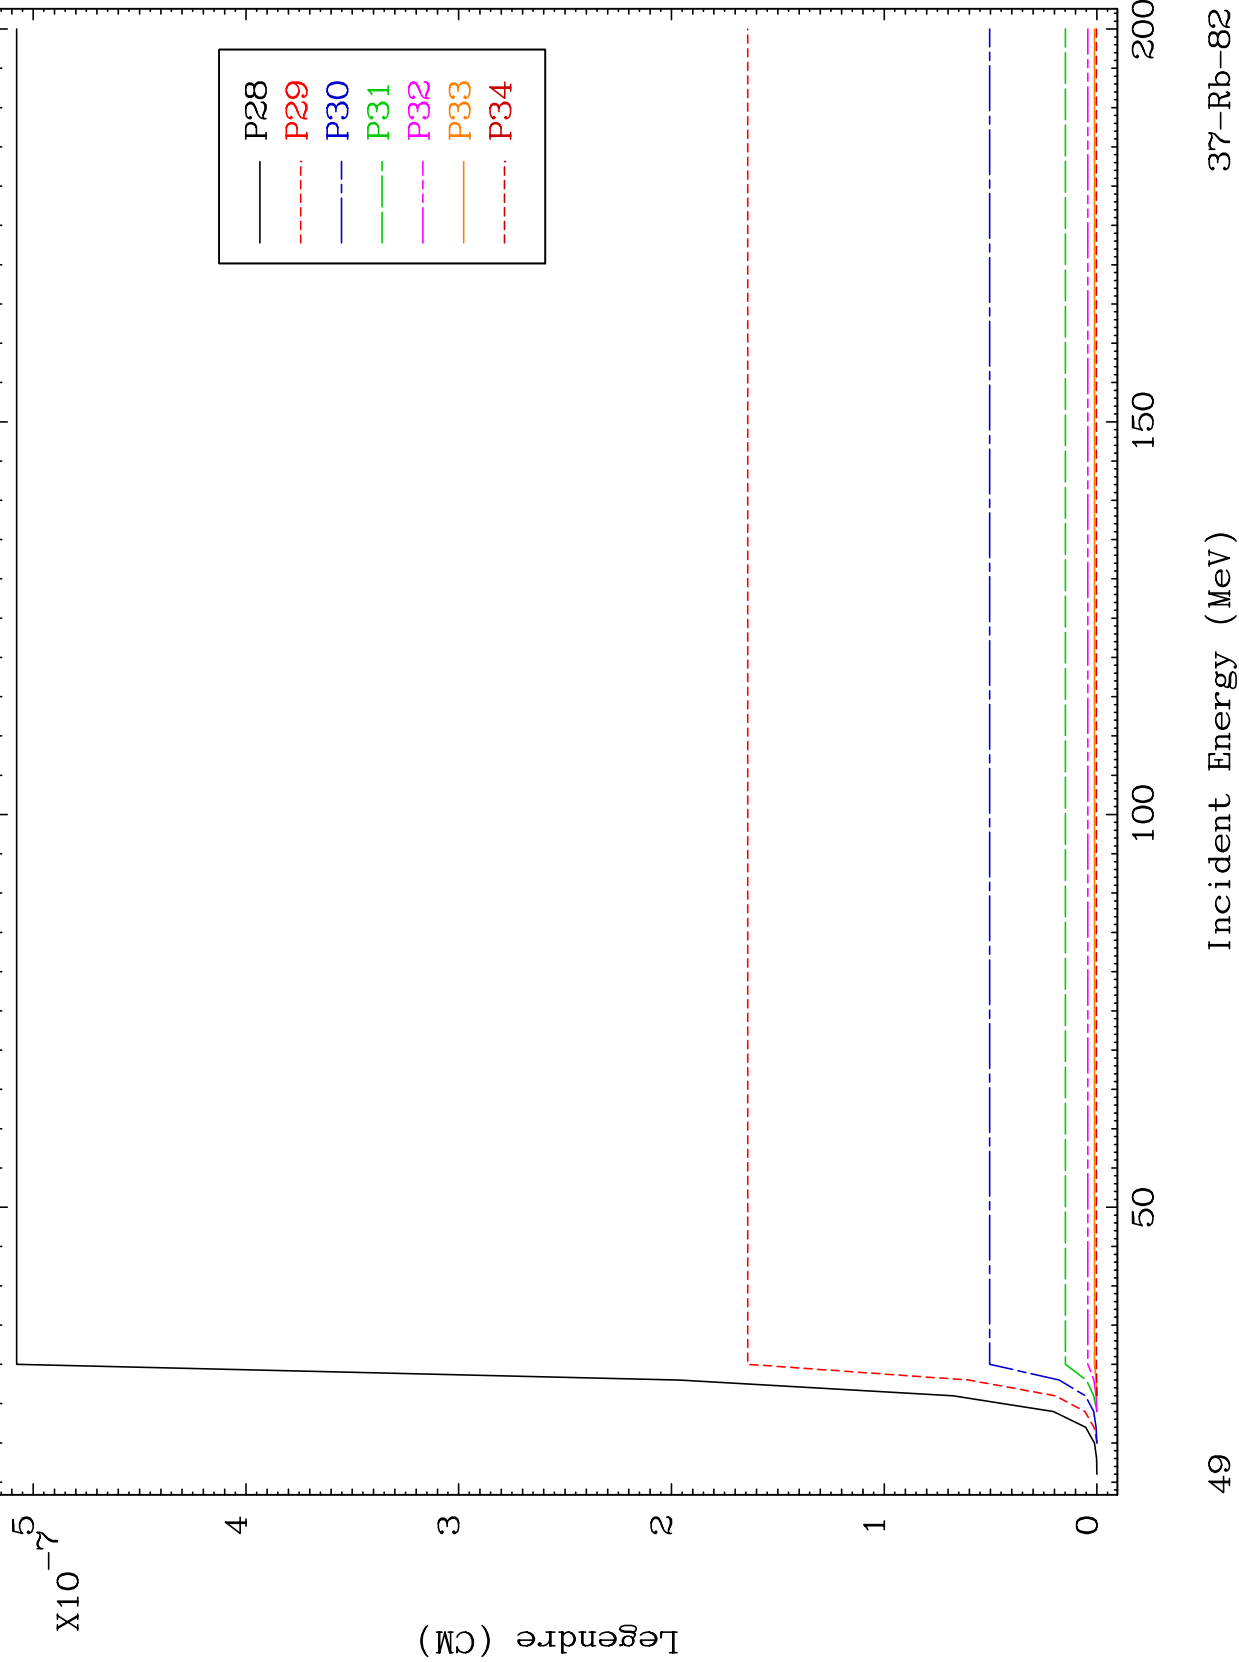 X10-7
5
4
3
2
1
0
Legendre (CM)
P28
P29
P30
P31
P32
P33
P34
50
100
150
200
Incident Energy (MeV)
49
37-Rb-82